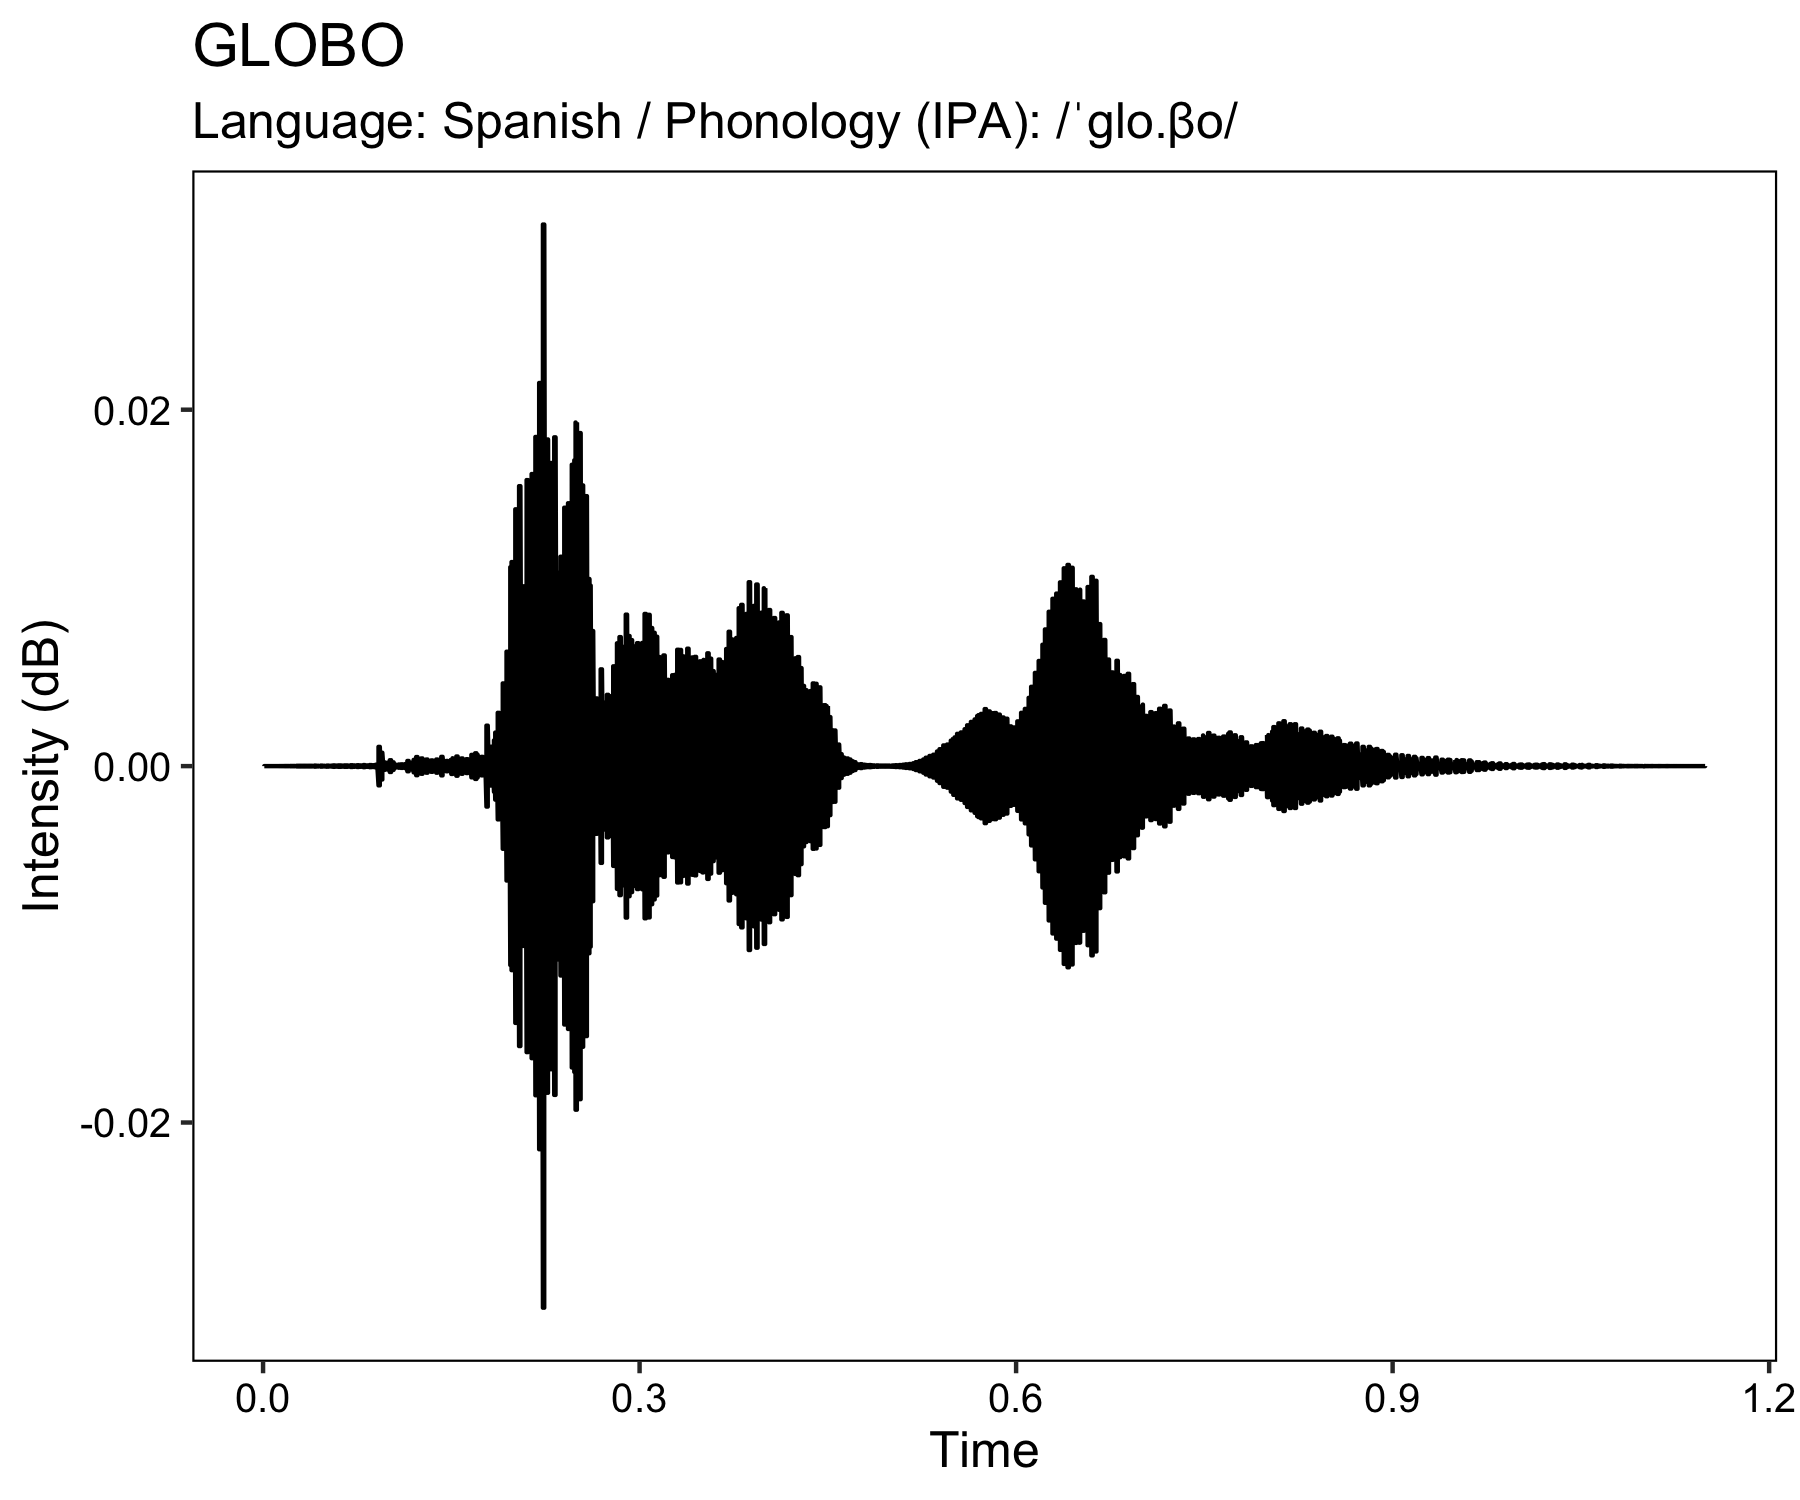 GLOBO
Language: Spanish / Phonology (IPA): /ˈglo.βo/
Intensity (dB)
0.02
0.00
-0.02
0.0 0.3 0.6 0.9 1.2
Time